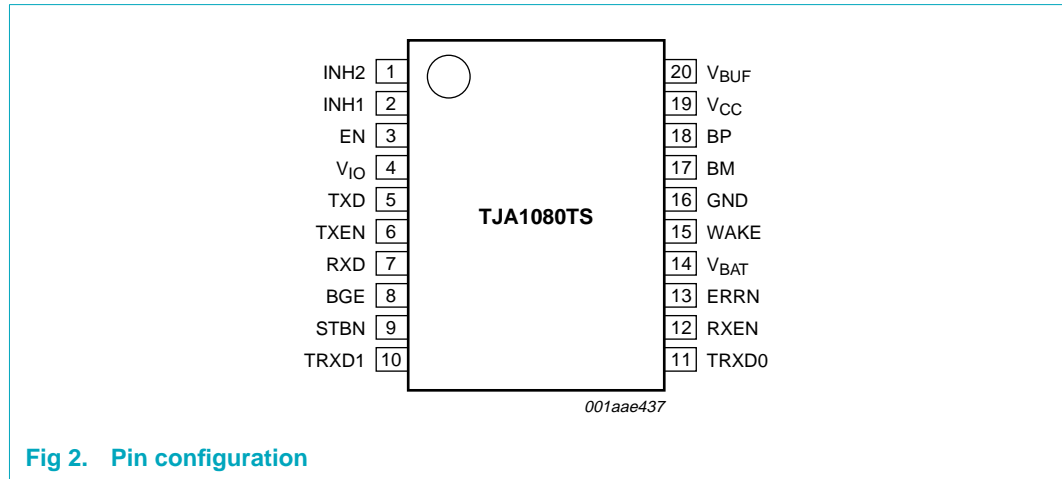 INH2 1 20 VBUF
INH1 2 19 VCC
EN 3 18 BP
VIO 4 17 BM
TXD 5 16 GND
TJA1080TS
TXEN 6 15 WAKE
RXD 7 14 VBAT
BGE 8 13 ERRN
STBN 9 12 RXEN
TRXD1 10 11 TRXD0
001aae437
Fig 2. Pin configuration